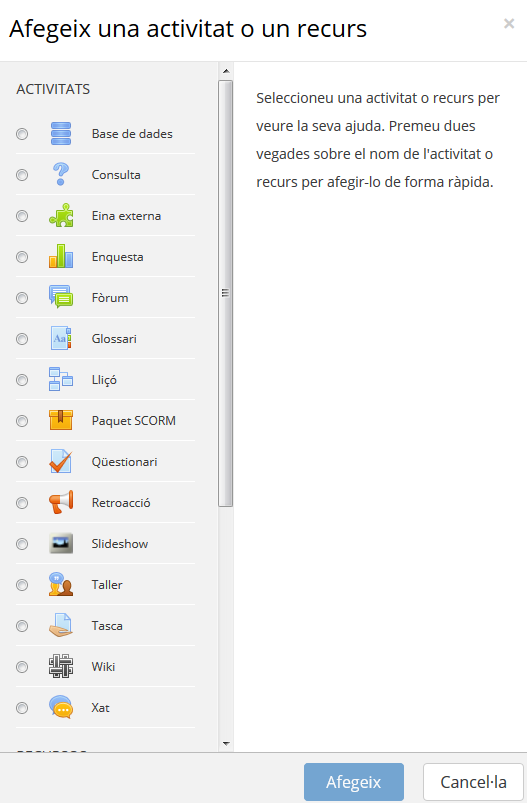 Afegeix una activitat o un recurs
×
ACTIVITATS
Base de dades
Consulta
Eina externa
Enquesta
Fòrum
Glossari
Lliçó
Paquet SCORM
Qüestionari
Retroacció
Slideshow
Taller
Tasca
Wiki
Xat
Seleccioneu una activitat o recurs per
veure la seva ajuda. Premeu dues
vegades sobre el nom de l'activitat o
recurs per afegir-lo de forma ràpida.
Afegeix
Cancel·la